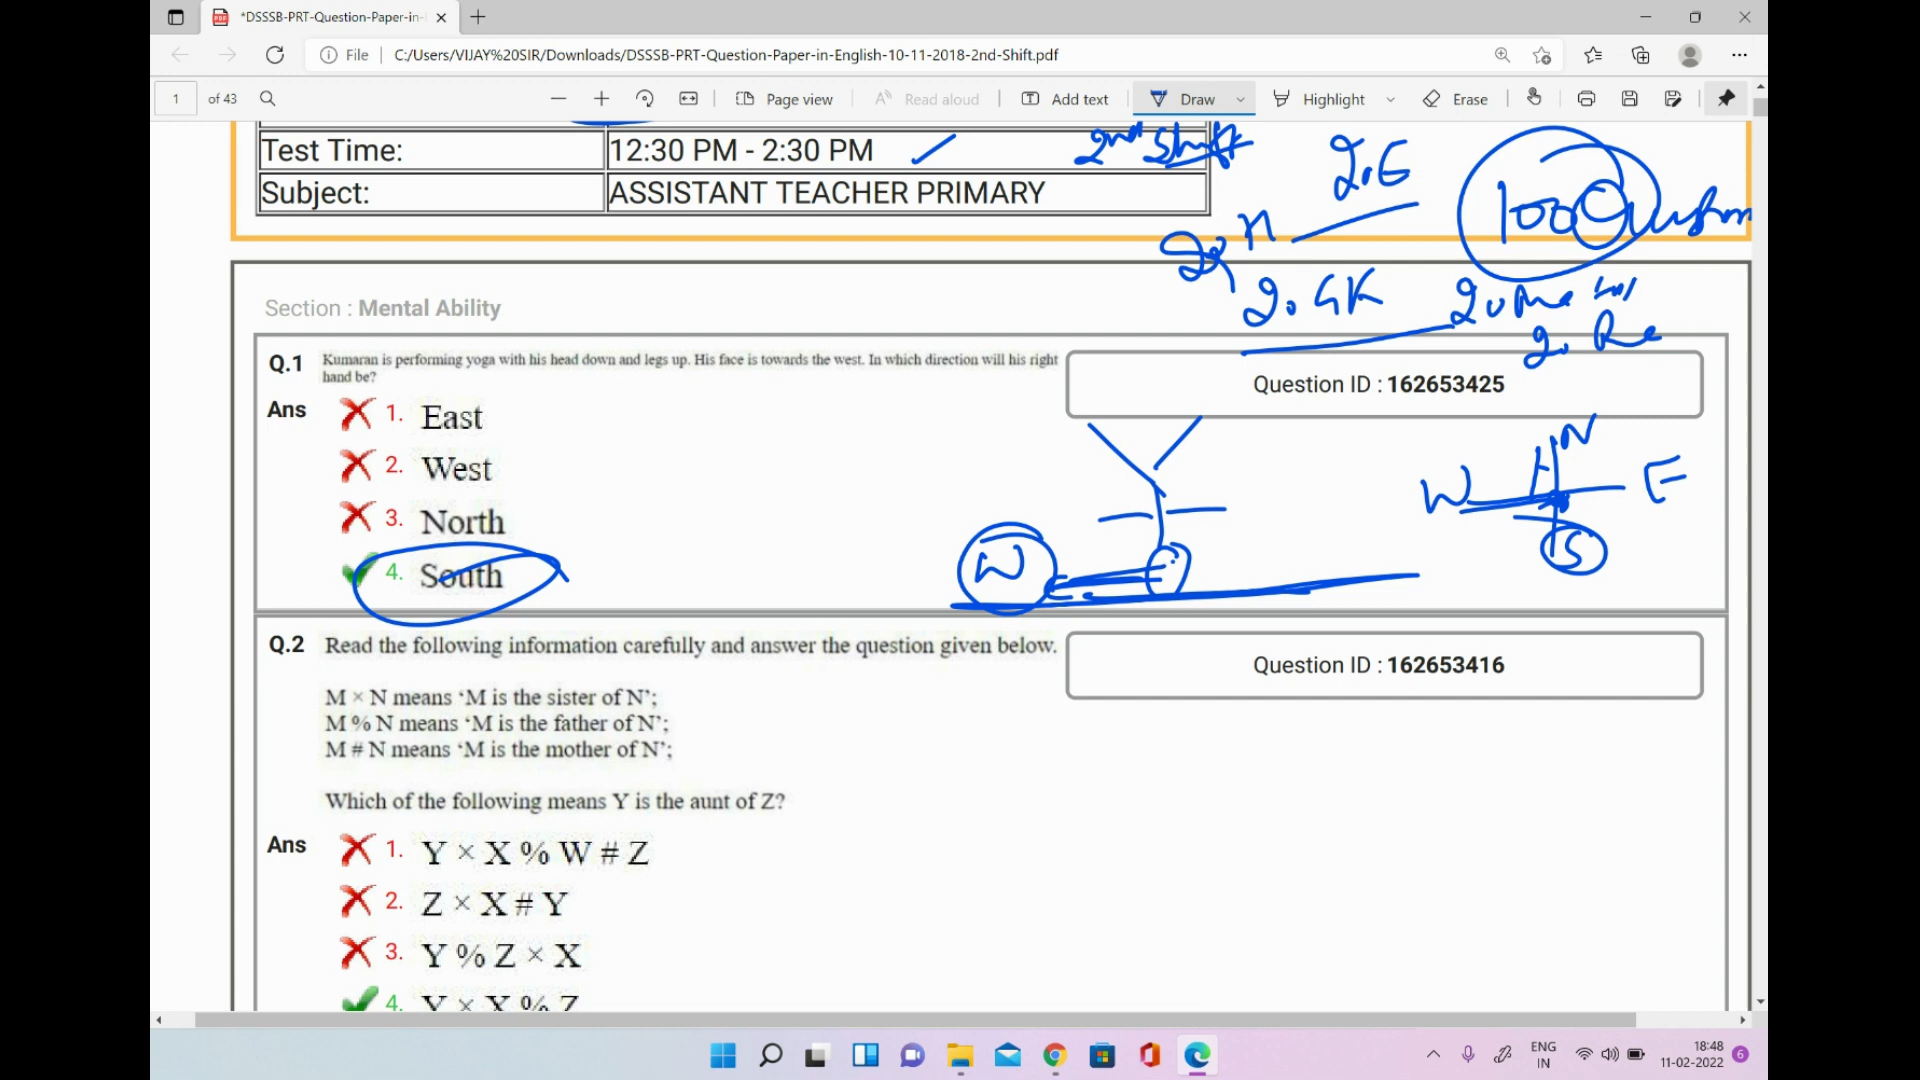 *DSSSB-PRT-Question-Paper-in-
File C:/Users/VIJAY%20SIR/Downloads/DSSSB-PRT-Question-Paper-in-English-10-11-2018-2nd-Shift.pdf
1 of 43 Page view Read aloud Add text Draw Highlight Erase
Test Time: 12:30 PM - 2:30 PM 2nd Shift
Subject: ASSISTANT TEACHER PRIMARY
20 E
100 Question
20 GK
Section : Mental Ability
Q.1 Kumaran is performing yoga with his head down and legs up. His face is towards the west. In which direction will his right
hand be?
Question ID : 162653425
Ans 1. East
2. West
3. North
4. South
N
W E
S
W
Q.2 Read the following information carefully and answer the question given below.
Question ID : 162653416
M × N means ‘M is the sister of N’;
M % N means ‘M is the father of N’;
M # N means ‘M is the mother of N’;
Which of the following means Y is the aunt of Z?
Ans 1. Y × X % W # Z
2. Z × X # Y
3. Y % Z × X
4. Y × X % Z
ENG
IN
18:48
11-02-2022
6